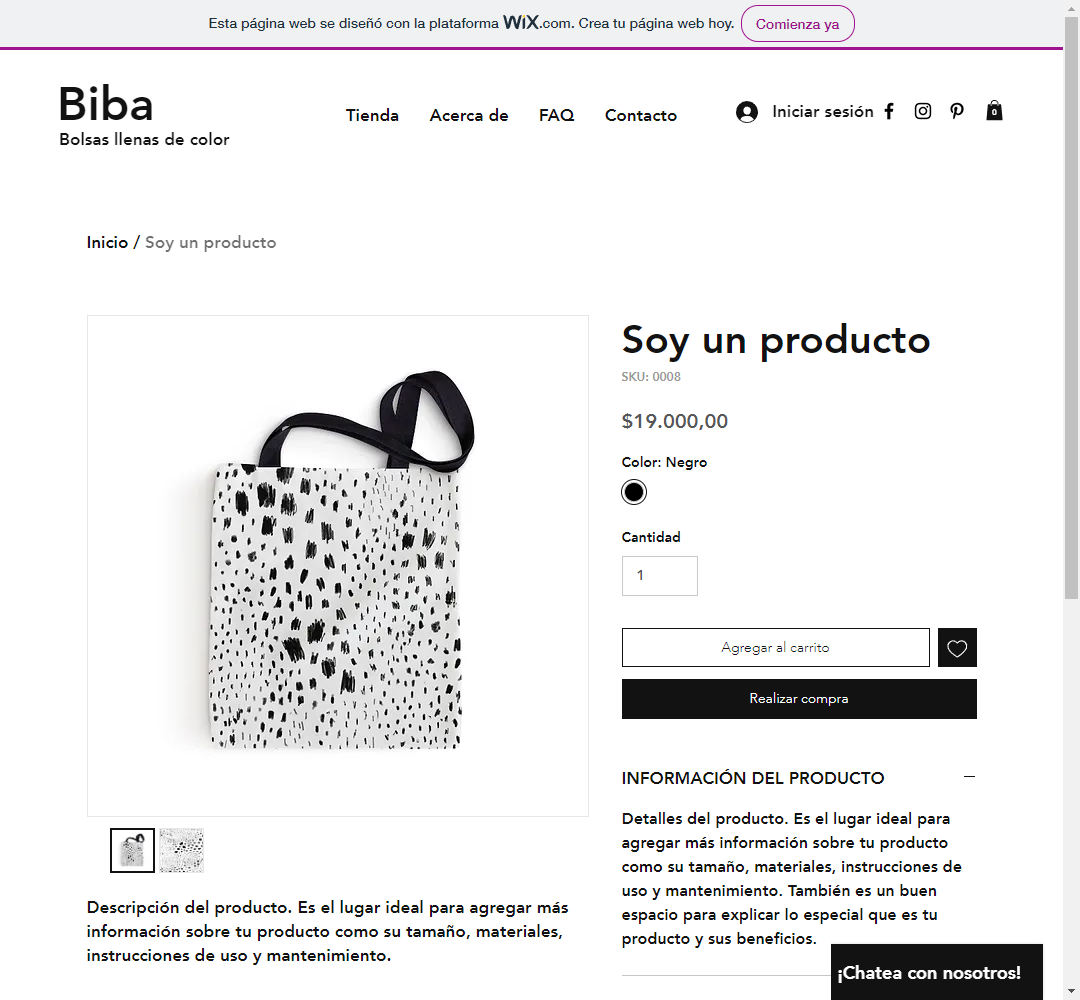 Esta página web se diseñó con la plataforma WiX.com. Crea tu página web hoy. Comienza ya
Biba
Bolsas llenas de color
Tienda Acerca de FAQ Contacto
Iniciar sesión
0
Inicio / Soy un producto
Soy un producto
SKU: 0008
$19.000,00
Color: Negro
Cantidad
1
Agregar al carrito
Realizar compra
INFORMACIÓN DEL PRODUCTO
Detalles del producto. Es el lugar ideal para
agregar más información sobre tu producto
como su tamaño, materiales, instrucciones de
uso y mantenimiento. También es un buen
espacio para explicar lo especial que es tu
producto y sus beneficios.
Descripción del producto. Es el lugar ideal para agregar más
información sobre tu producto como su tamaño, materiales,
instrucciones de uso y mantenimiento.
¡Chatea con nosotros!